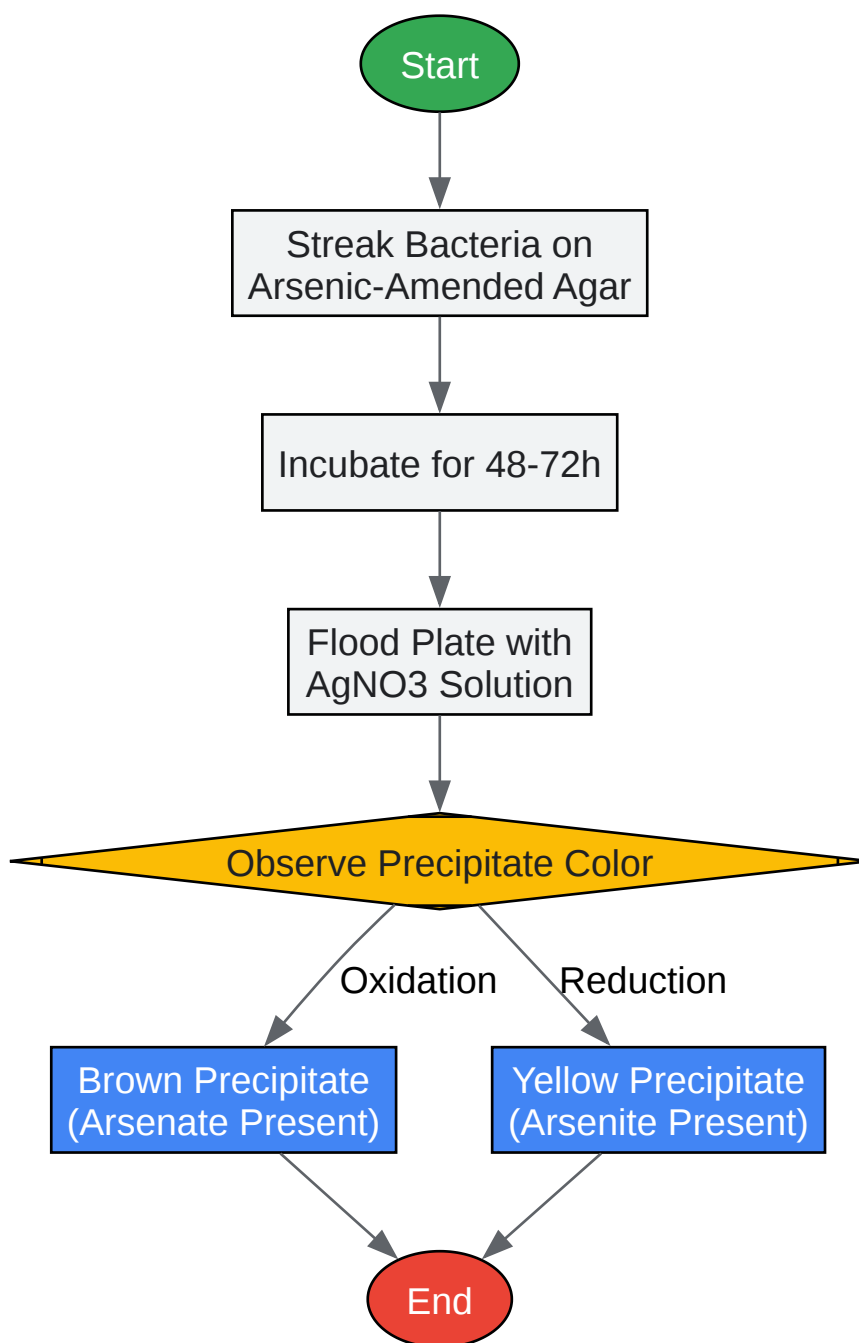 Start
Streak Bacteria on
Arsenic-Amended Agar
Incubate for 48-72h
Flood Plate with
AgNO3 Solution
Observe Precipitate Color
Oxidation
Reduction
Brown Precipitate
(Arsenate Present)
Yellow Precipitate
(Arsenite Present)
End